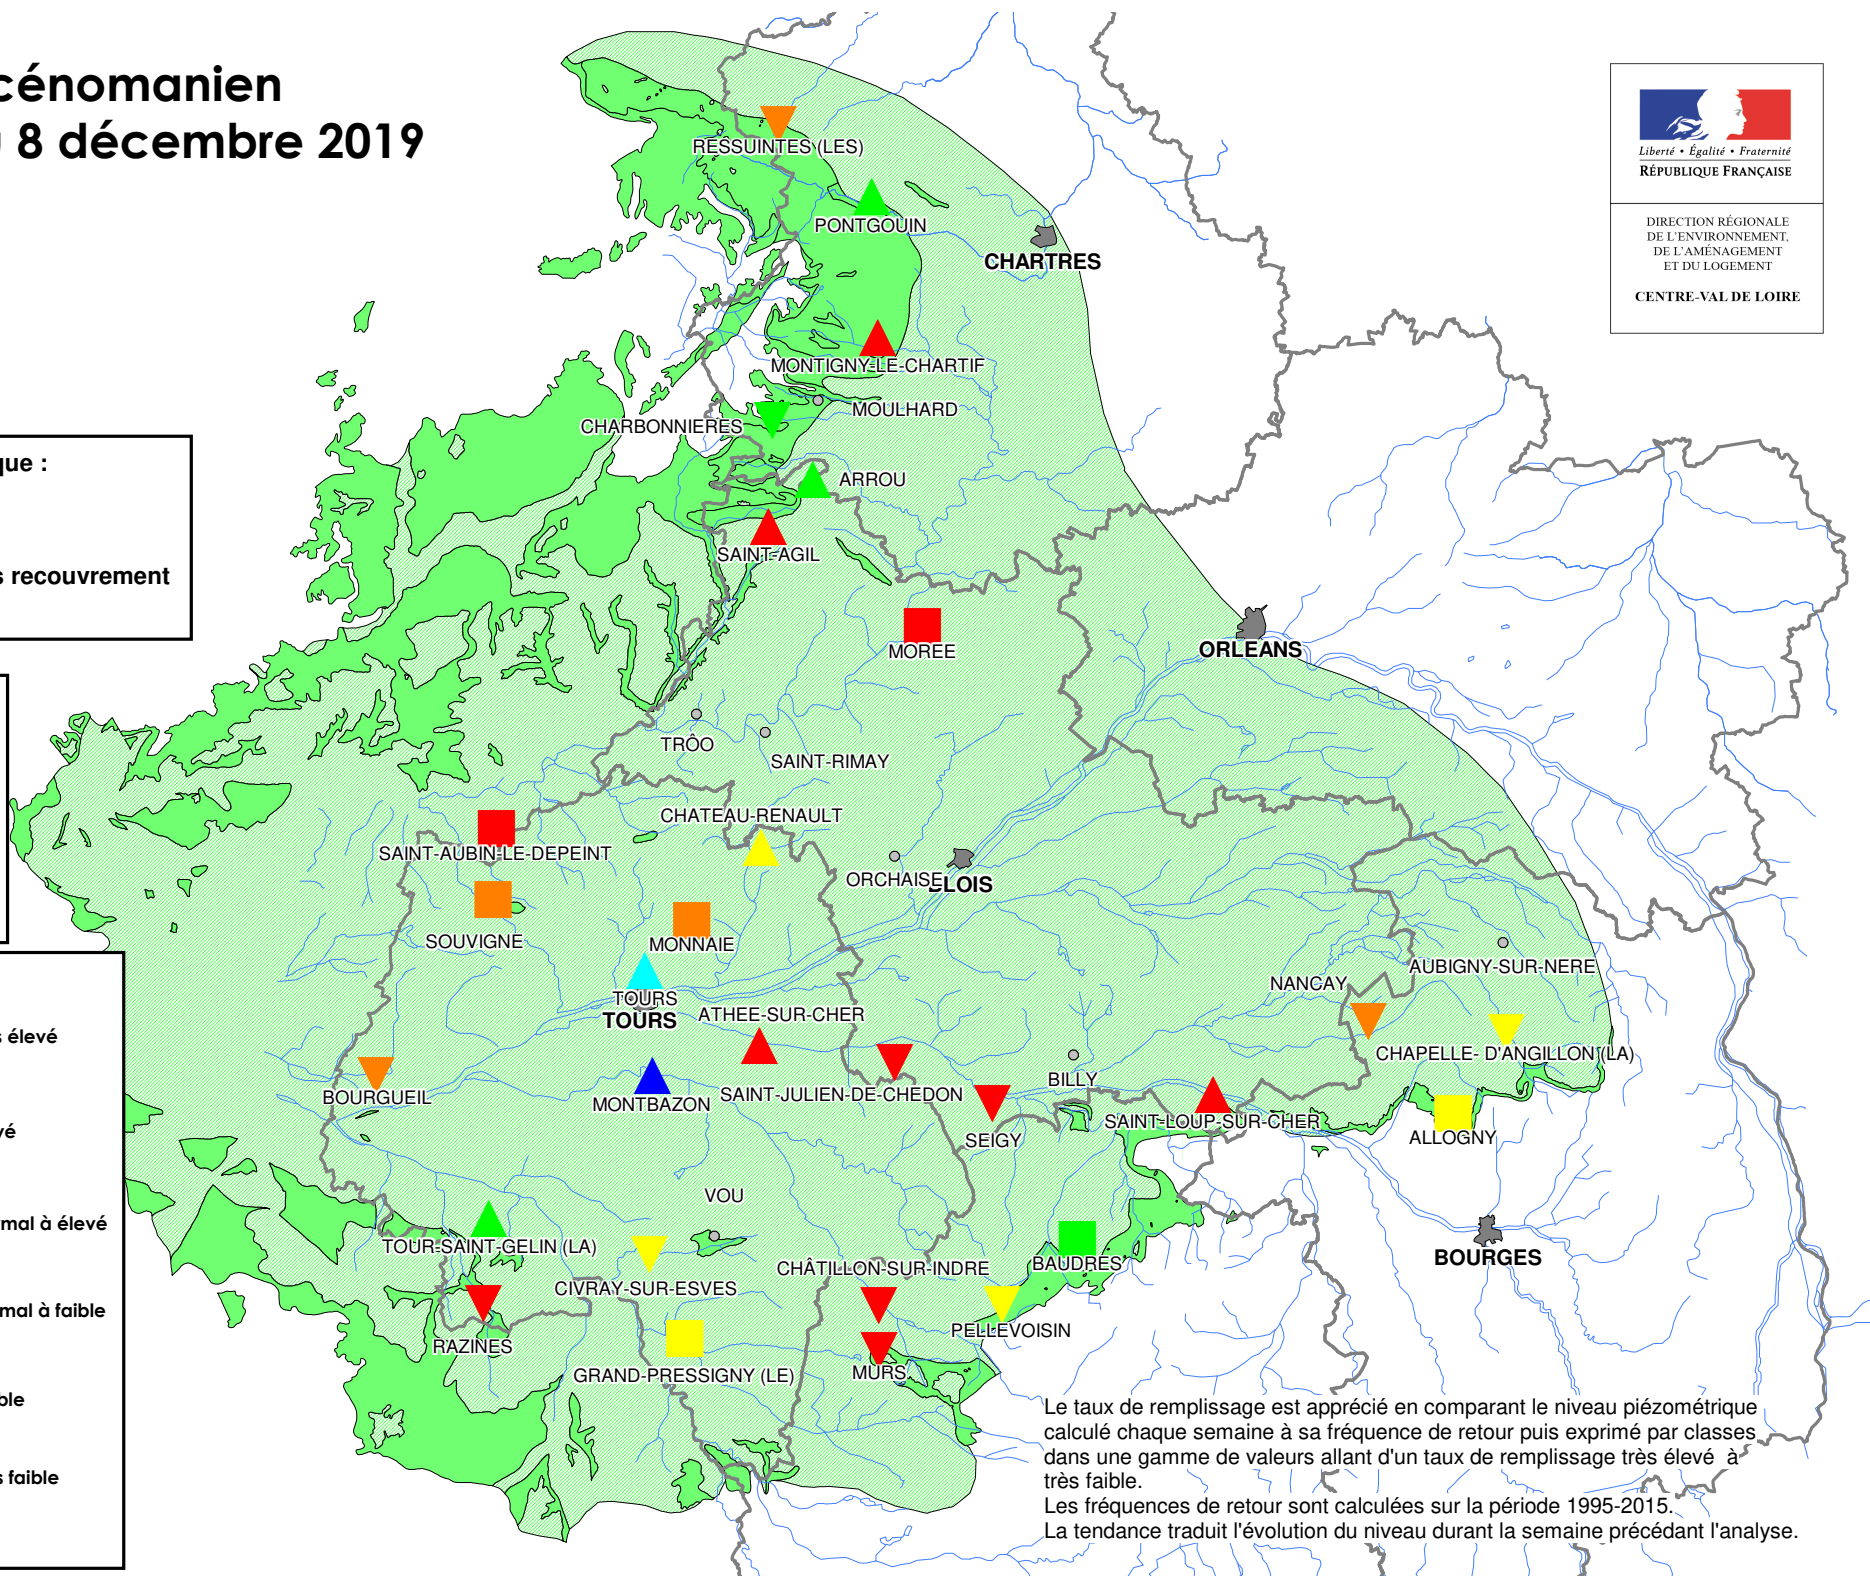 cénomanien
8 décembre 2019
Liberté • Égalité • Fraternité
RÉPUBLIQUE FRANÇAISE
DIRECTION RÉGIONALE
DE L'ENVIRONNEMENT,
DE L'AMÉNAGEMENT
ET DU LOGEMENT
CENTRE-VAL DE LOIRE
RESSUINTES (LES)
PONTGOUIN
CHARTRES
MONTIGNY-LE-CHARTIF
MOULHARD
CHARBONNIERES
ARROU
que :
SAINT-AGIL
s recouvrement
MOREE
ORLEANS
TRÔO
SAINT-RIMAY
CHATEAU-RENAULT
SAINT-AUBIN-LE-DEPEINT
ORCHAISE
BLOIS
SOUVIGNE
MONNAIE
AUBIGNY-SUR-NERE
NANCAY
TOURS
TOURS
ATHEE-SUR-CHER
s élevé
CHAPELLE- D'ANGILLON (LA)
BILLY
BOURGUEIL
MONTBAZON
SAINT-JULIEN-DE-CHEDON
SAINT-LOUP-SUR-CHER
vé
SEIGY
ALLOGNY
VOU
mal à élevé
TOUR-SAINT-GELIN (LA)
BOURGES
CHÂTILLON-SUR-INDRE
BAUDRES
CIVRAY-SUR-ESVES
mal à faible
PELLEVOISIN
RAZINES
GRAND-PRESSIGNY (LE)
MURS
ble
s faible
Le taux de remplissage est apprécié en comparant le niveau piézométrique
calculé chaque semaine à sa fréquence de retour puis exprimé par classes
dans une gamme de valeurs allant d'un taux de remplissage très élevé à
très faible.
Les fréquences de retour sont calculées sur la période 1995-2015.
La tendance traduit l'évolution du niveau durant la semaine précédant l'analyse.